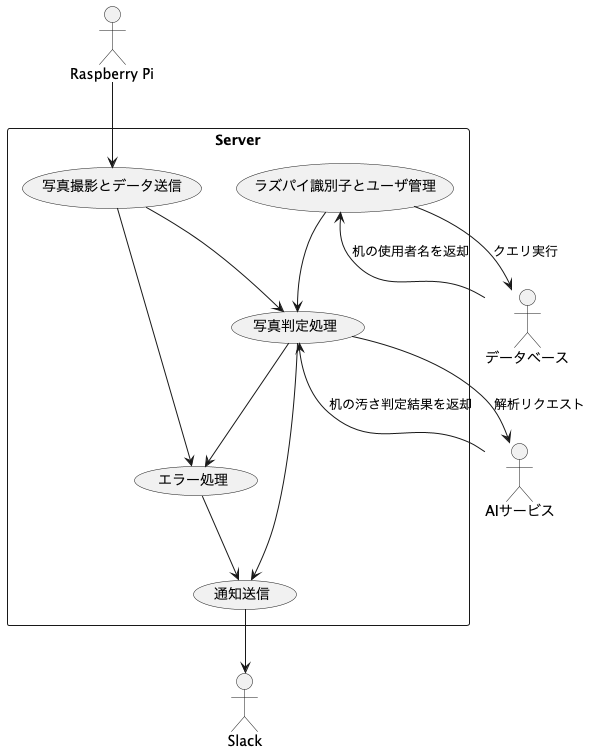 Raspberry Pi
Server
写真撮影とデータ送信
ラズパイ識別子とユーザ管理
机の使用者名を返却
クエリ実行
写真判定処理
データベース
机の汚さ判定結果を返却
解析リクエスト
エラー処理
AIサービス
通知送信
Slack